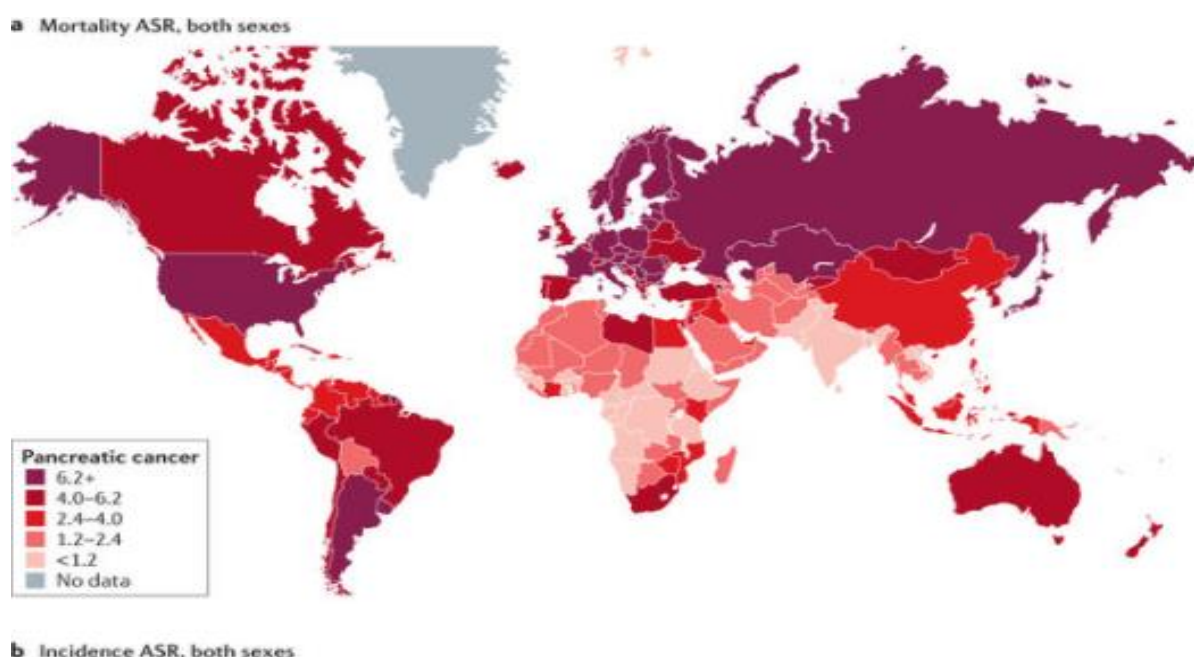 a Mortality ASR, both sexes
Pancreatic cancer
6.2+
4.0–6.2
2.4–4.0
1.2–2.4
<1.2
No data
b Incidence ASR, both sexes